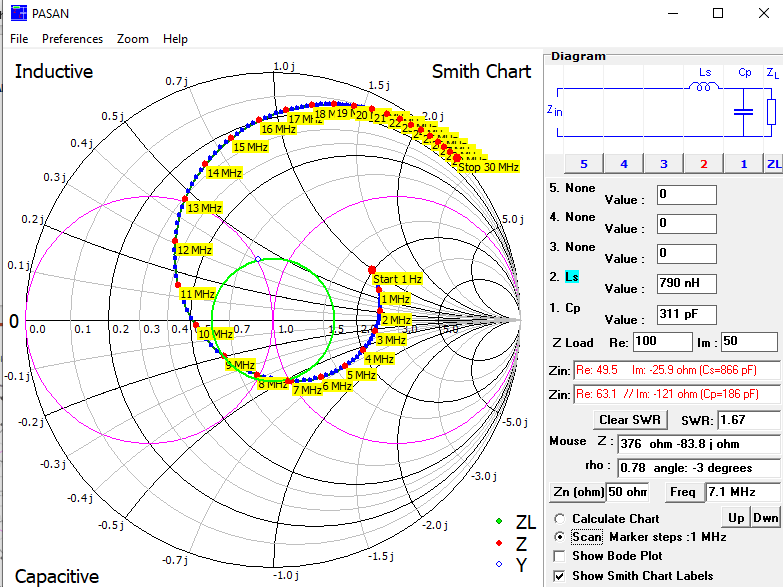 PASAN
File Preferences Zoom Help
Inductive
Smith Chart
1.0 j
0.7 j
1.5 j
0.5 j
2.0 j
0.4 j
0.3 j
0.2 j
5.0 j
0.1 j
0
0.0 0.1 0.2 0.3 0.4 0.7 1.0 1.5 2.0 3.0 5.0
-0.1 j
-0.2 j
-5.0 j
-0.3 j
-3.0 j
-0.4 j
-2.0 j
-0.5 j
-0.7 j
-1.5 j
-1.0 j
Start 1 Hz
1 MHz
2 MHz
3 MHz
4 MHz
5 MHz
6 MHz
7 MHz
8 MHz
9 MHz
10 MHz
11 MHz
12 MHz
13 MHz
14 MHz
15 MHz
16 MHz
17 MHz
18 M
19 M
20
21
Stop 30 MHz
ZL
Z
Y
Capacitive
Diagram
Ls Cp ZL
Zin
5 4 3 2 1 ZL
5. None
Value : 0
4. None
Value : 0
3. None
Value : 0
2. Ls
Value : 790 nH
1. Cp
Value : 311 pF
Z Load Re: 100 Im : 50
Zin: Re: 49.5 Im: -25.9 ohm (Cs=866 pF)
Zin: Re: 63.1 // Im: -121 ohm (Cp=186 pF)
Clear SWR SWR: 1.67
Mouse Z : 376 ohm -83.8 j ohm
rho : 0.78 angle: -3 degrees
Zn (ohm) 50 ohm Freq 7.1 MHz
Calculate Chart Up Dwn
Scan Marker steps :1 MHz
Show Bode Plot
Show Smith Chart Labels